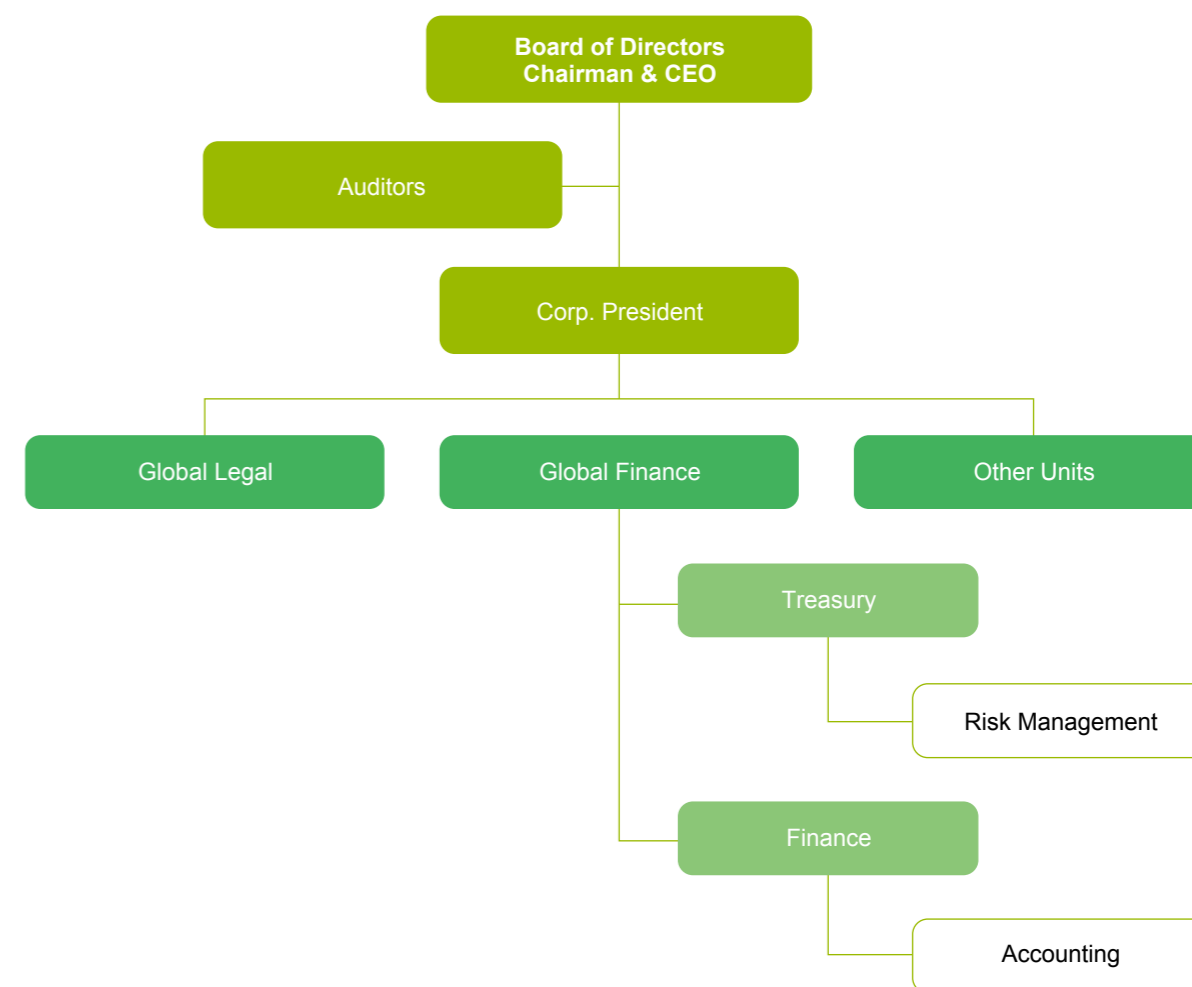 Board of Directors
Chairman & CEO
Auditors
Corp. President
Global Legal
Global Finance
Other Units
Treasury
Risk Management
Finance
Accounting